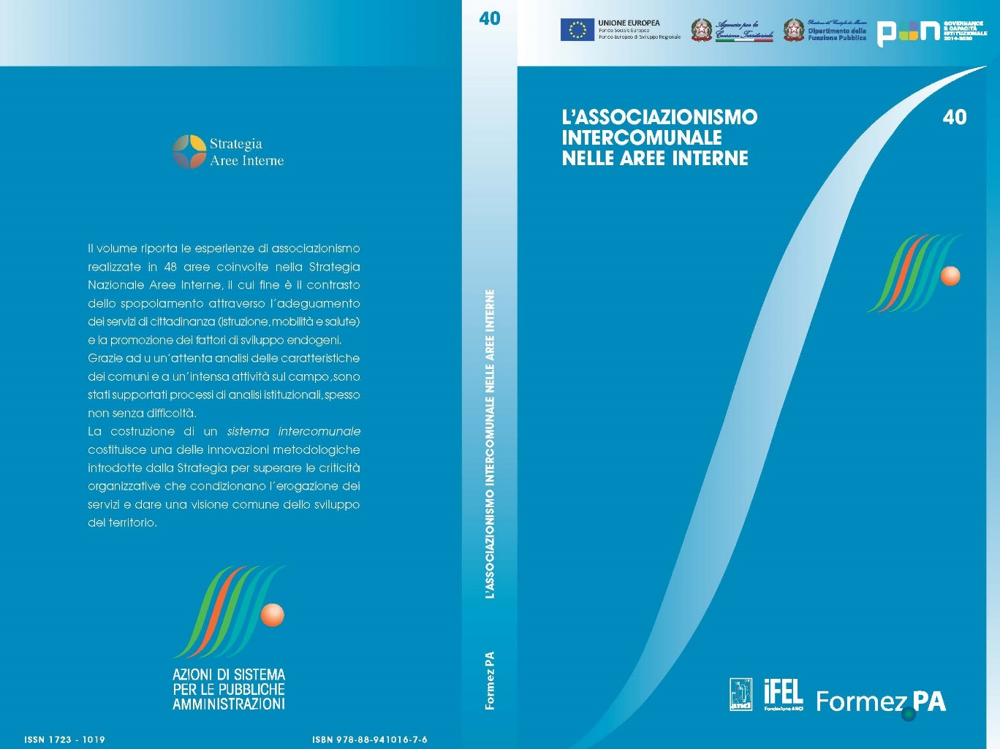 Strategia
Aree Interne
Il volume riporta le esperienze di associazionismo
realizzate in 48 aree coinvolte nella Strategia
Nazionale Aree Interne, il cui fine è il contrasto
dello spopolamento attraverso l'adeguamento
dei servizi di cittadinanza (istruzione, mobilità e salute)
e la promozione dei fattori di sviluppo endogeni.
Grazie ad u un'attenta analisi delle caratteristiche
dei comuni e a un'intensa attività sul campo, sono
stati supportati processi di analisi istituzionali, spesso
non senza difficoltà.
La costruzione di un sistema intercomunale
costituisce una delle innovazioni metodologiche
introdotte dalla Strategia per superare le criticità
organizzative che condizionano l'erogazione dei
servizi e dare una visione comune dello sviluppo
del territorio.
AZIONI DI SISTEMA
PER LE PUBBLICHE
AMMINISTRAZIONI
ISSN 1723 - 1019
ISBN 978-88-941016-7-6
40
L'ASSOCIAZIONISMO INTERCOMUNALE NELLE AREE INTERNE
Formez PA
UNIONE EUROPEA
Fondo Sociale Europeo
Fondo Europeo di Sviluppo Regionale
Agenzia per la
Coesione Territoriale
Presidenza del Consiglio dei Ministri
Dipartimento della
Funzione Pubblica
pon
GOVERNANCE
E CAPACITÀ
ISTITUZIONALE
2014-2020
L'ASSOCIAZIONISMO
INTERCOMUNALE
NELLE AREE INTERNE
40
anci
iFEL
Fondazione ANCI
Formez PA